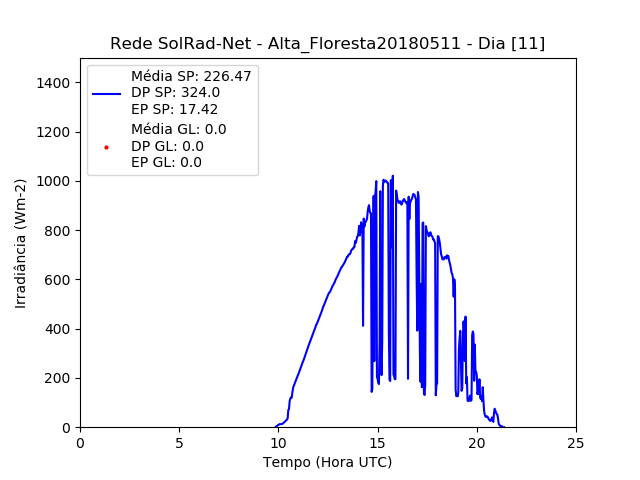 Rede SolRad-Net - Alta_Floresta20180511 - Dia [11]
Média SP: 226.47
DP SP: 324.0
EP SP: 17.42
Média GL: 0.0
DP GL: 0.0
EP GL: 0.0
1400
1200
1000
800
600
400
200
0
Irradiância (Wm-2)
0 5 10 15 20 25
Tempo (Hora UTC)